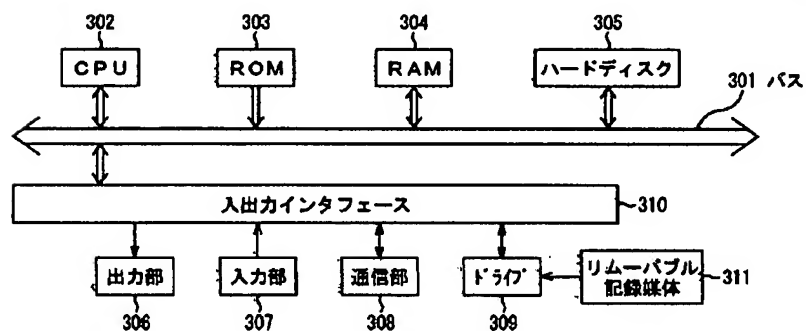 302
303
304
305
CPU
ROM
RAM
ハードディスク
301 バス
入出力インタフェース
310
出力部
入力部
通信部
ドライブ
リムーバブル
記録媒体
311
306
307
308
309